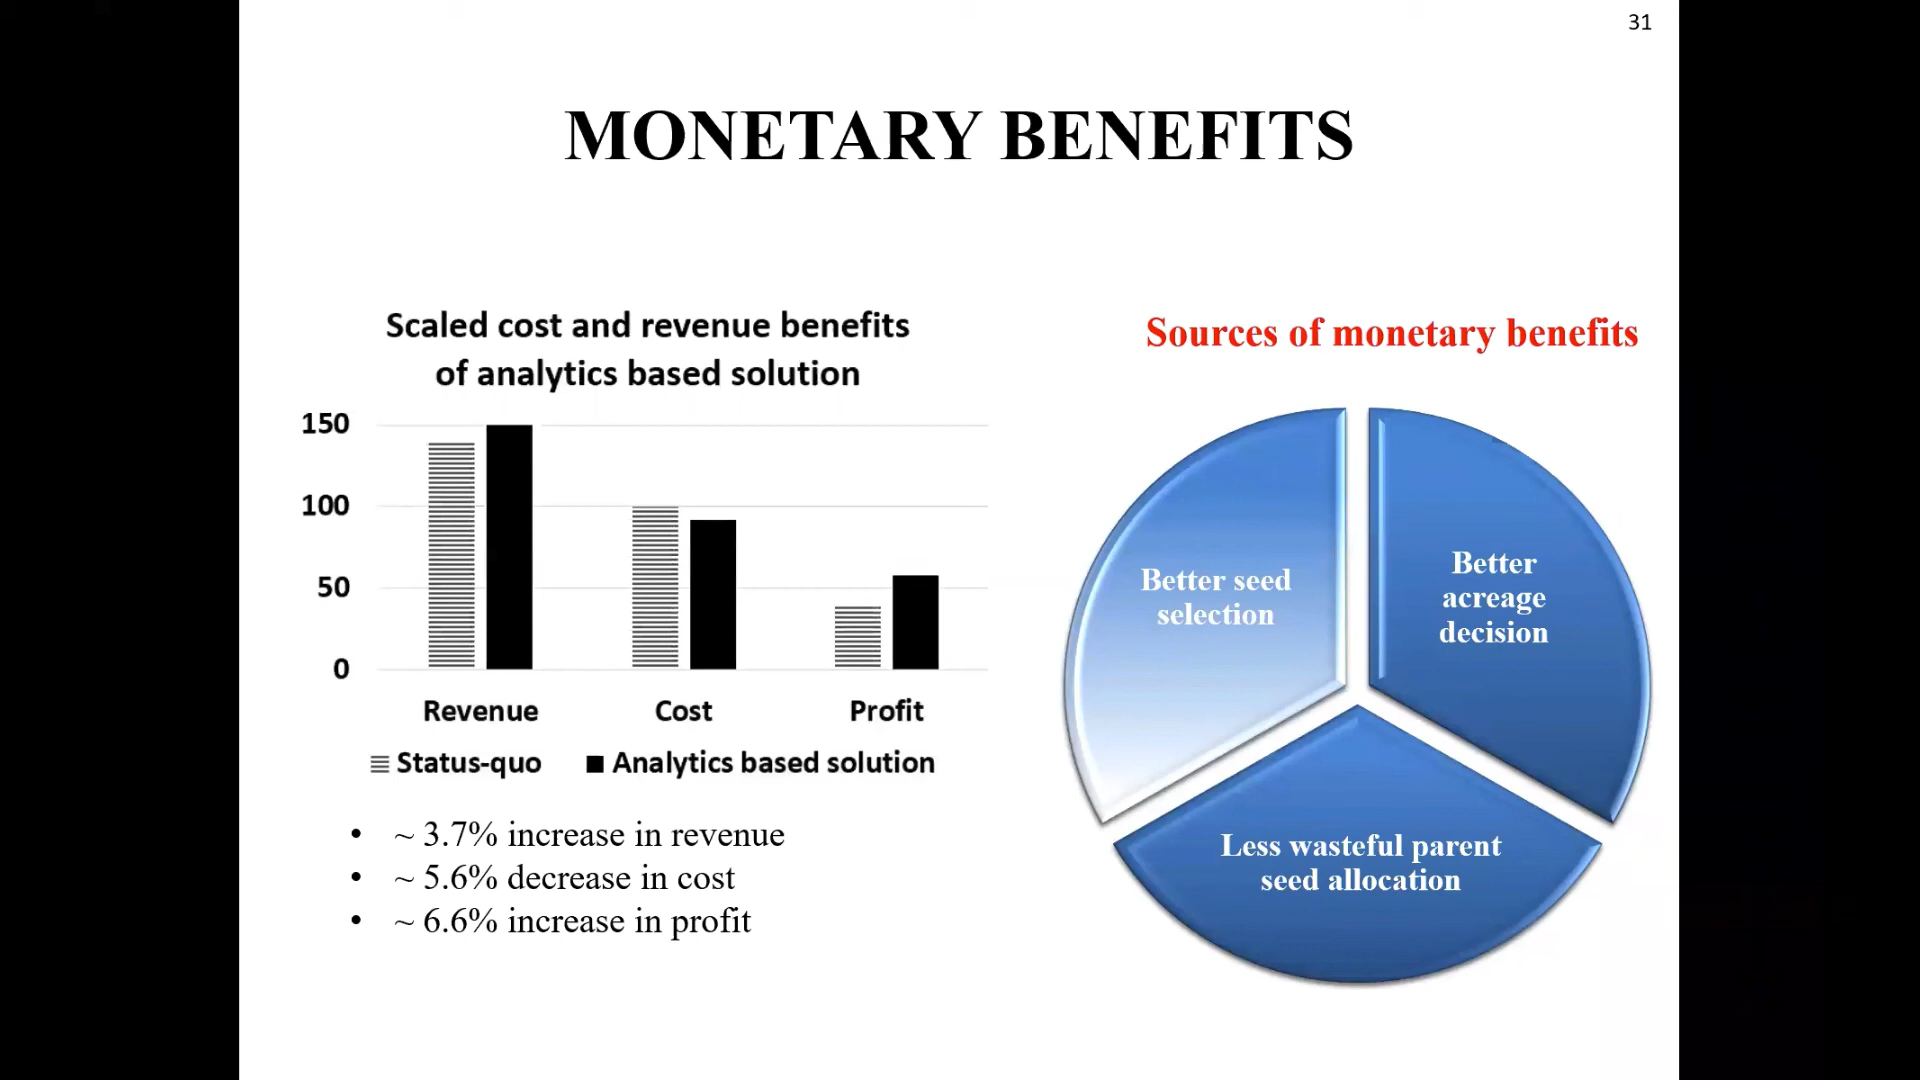 31
MONETARY BENEFITS
Scaled cost and revenue benefits
of analytics based solution
150
100
50
0
Revenue Cost Profit
Status-quo Analytics based solution
• ~ 3.7% increase in revenue
• ~ 5.6% decrease in cost
• ~ 6.6% increase in profit
Sources of monetary benefits
Better seed
selection
Better
acreage
decision
Less wasteful parent
seed allocation